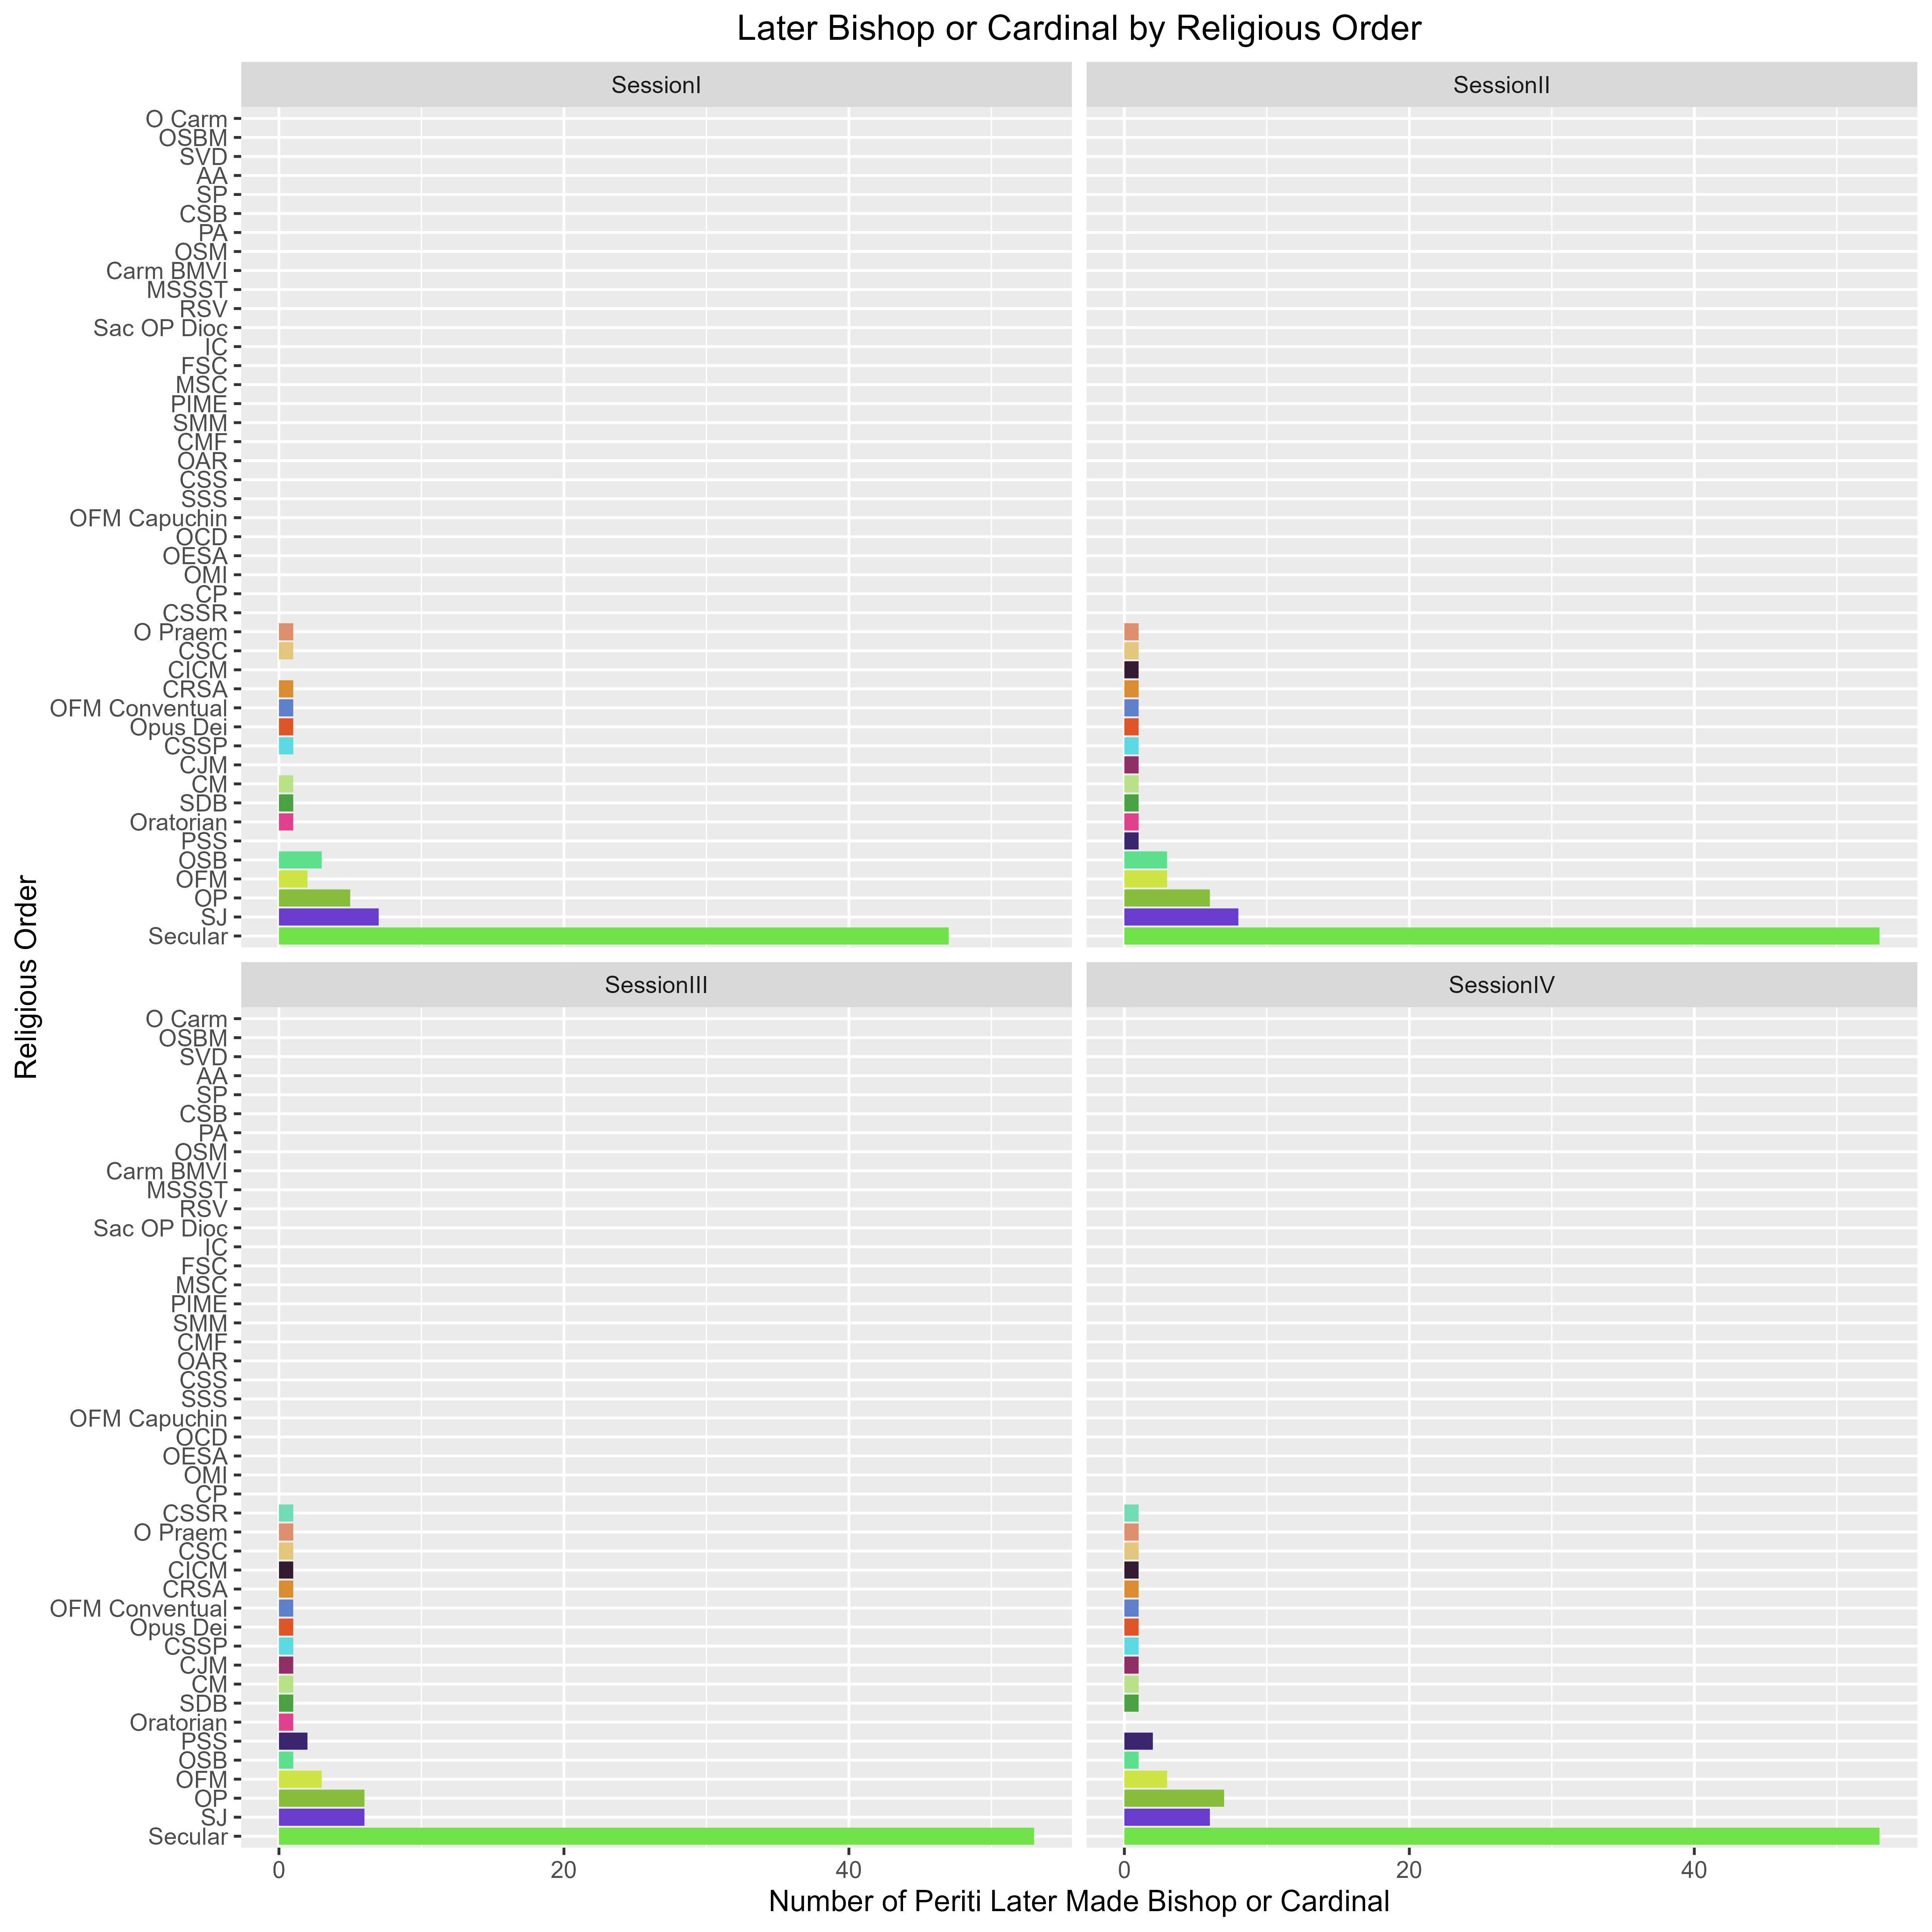 Later Bishop or Cardinal by Religious Order
SessionI
SessionII
O Carm
OSBM
SVD
AA
SP
CSB
PA
OSM
Carm BMVI
MSSST
RSV
Sac OP Dioc
IC
FSC
MSC
PIME
SMM
CMF
OAR
CSS
SSS
OFM Capuchin
OCD
OESA
OMI
CP
CSSR
O Praem
CSC
CICM
CRSA
OFM Conventual
Opus Dei
CSSP
CJM
CM
SDB
Oratorian
PSS
OSB
OFM
OP
SJ
Secular
Religious Order
SessionIII
SessionIV
O Carm
OSBM
SVD
AA
SP
CSB
PA
OSM
Carm BMVI
MSSST
RSV
Sac OP Dioc
IC
FSC
MSC
PIME
SMM
CMF
OAR
CSS
SSS
OFM Capuchin
OCD
OESA
OMI
CP
CSSR
O Praem
CSC
CICM
CRSA
OFM Conventual
Opus Dei
CSSP
CJM
CM
SDB
Oratorian
PSS
OSB
OFM
OP
SJ
Secular
0 20 40 0 20 40
Number of Periti Later Made Bishop or Cardinal